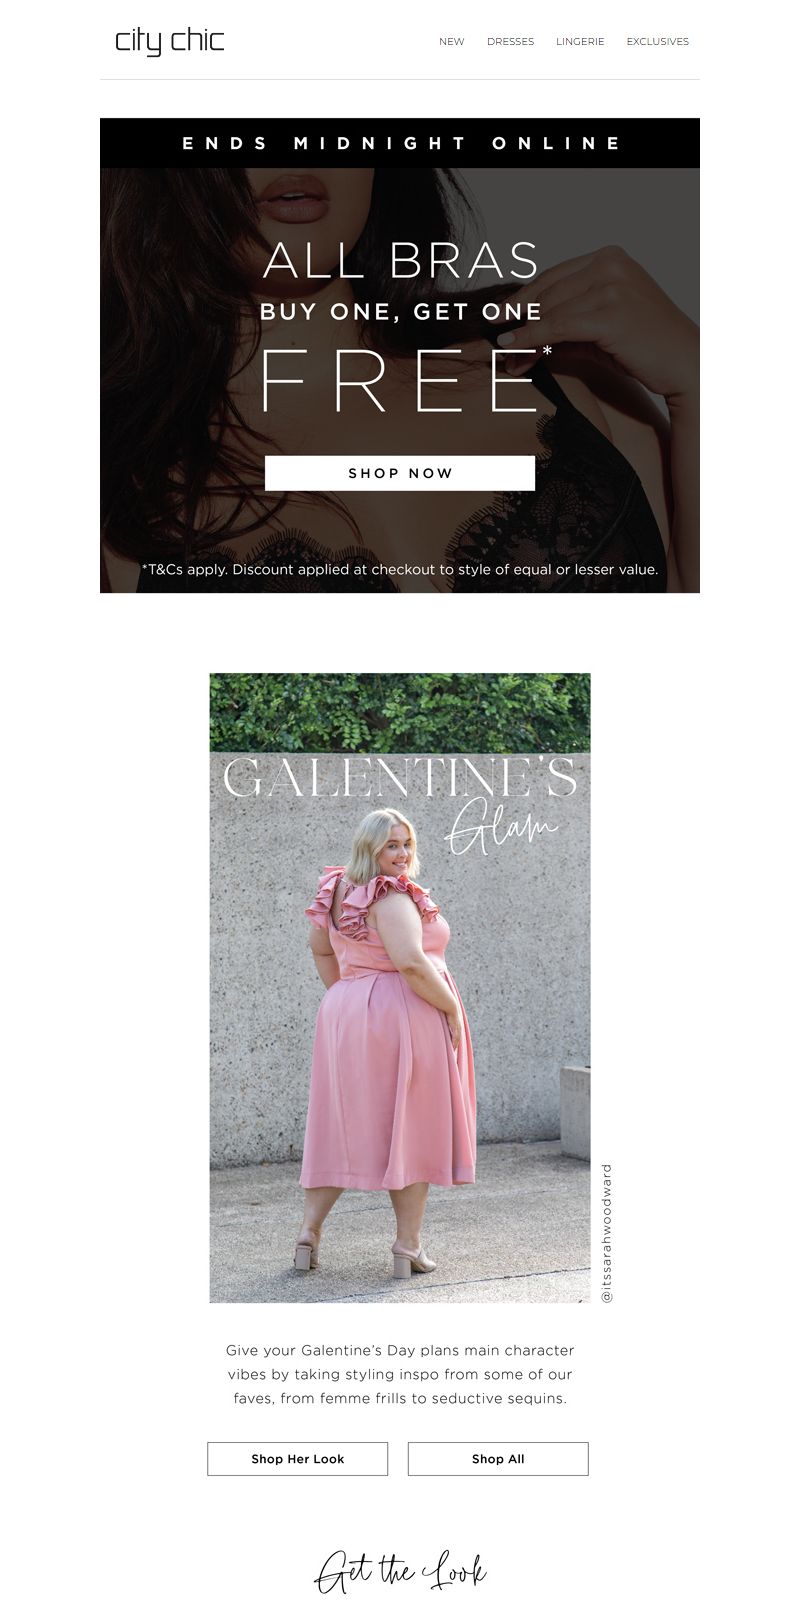 city chic
NEW DRESSES LINGERIE EXCLUSIVES
ENDS MIDNIGHT ONLINE
ALL BRAS
BUY ONE, GET ONE
FREE*
SHOP NOW
*T&Cs apply. Discount applied at checkout to style of equal or lesser value.
GALENTINE'S
Glam
@itssarahwoodward
Give your Galentine’s Day plans main character
vibes by taking styling inspo from some of our
faves, from femme frills to seductive sequins.
Shop Her Look
Shop All
Get the Look